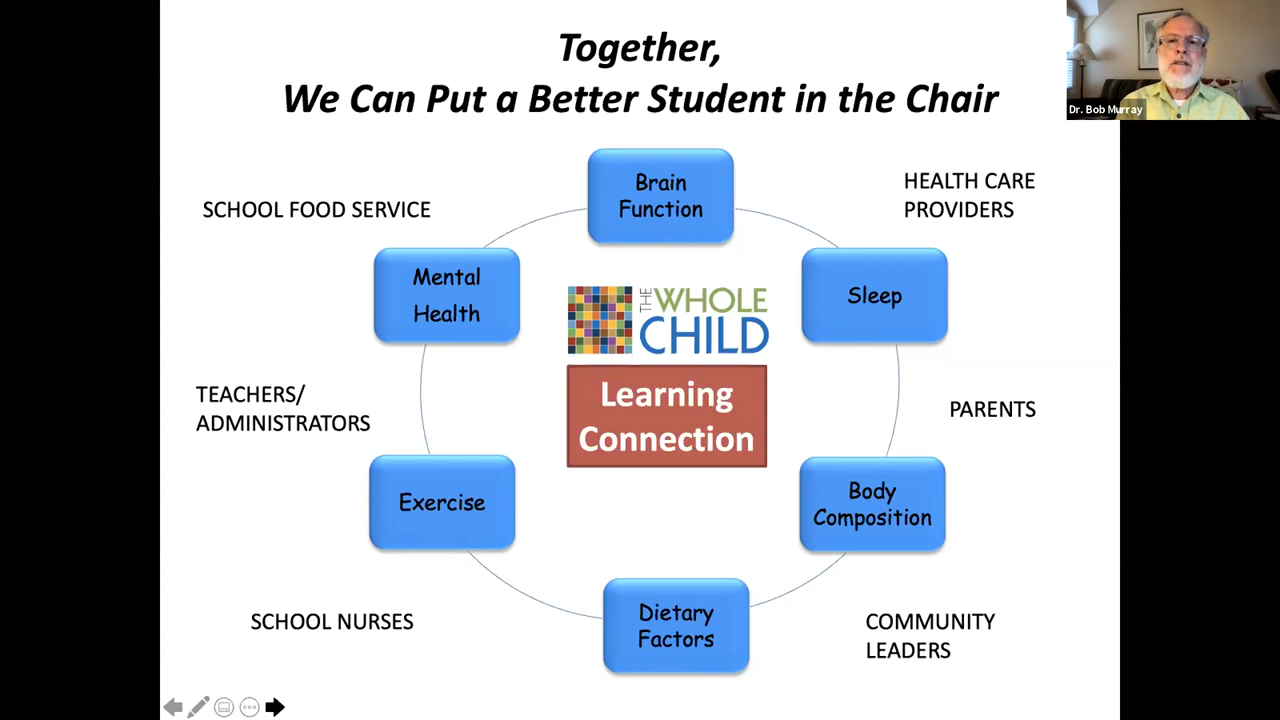 Together,
We Can Put a Better Student in the Chair
Dr. Bob Murray
Brain
Function
HEALTH CARE
PROVIDERS
SCHOOL FOOD SERVICE
Mental
Health
Sleep
THE WHOLE
CHILD
Learning
Connection
TEACHERS/
ADMINISTRATORS
PARENTS
Exercise
Body
Composition
SCHOOL NURSES
Dietary
Factors
COMMUNITY
LEADERS